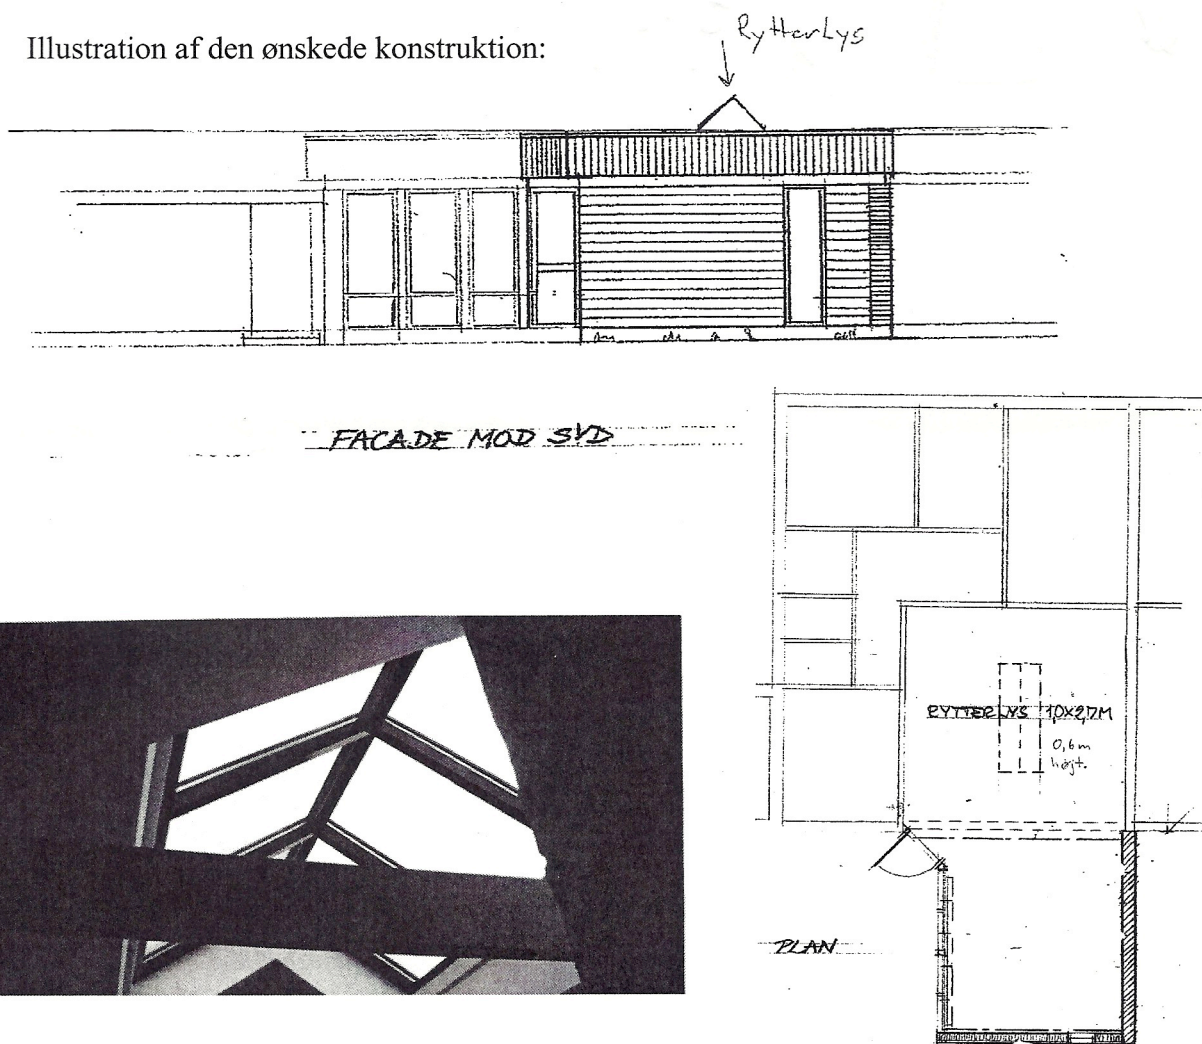 Illustration af den ønskede konstruktion:
Rytterlys
FACADE MOD SYD
RYTTERLYS 1,0X2,7M
0,6m
højt.
PLAN